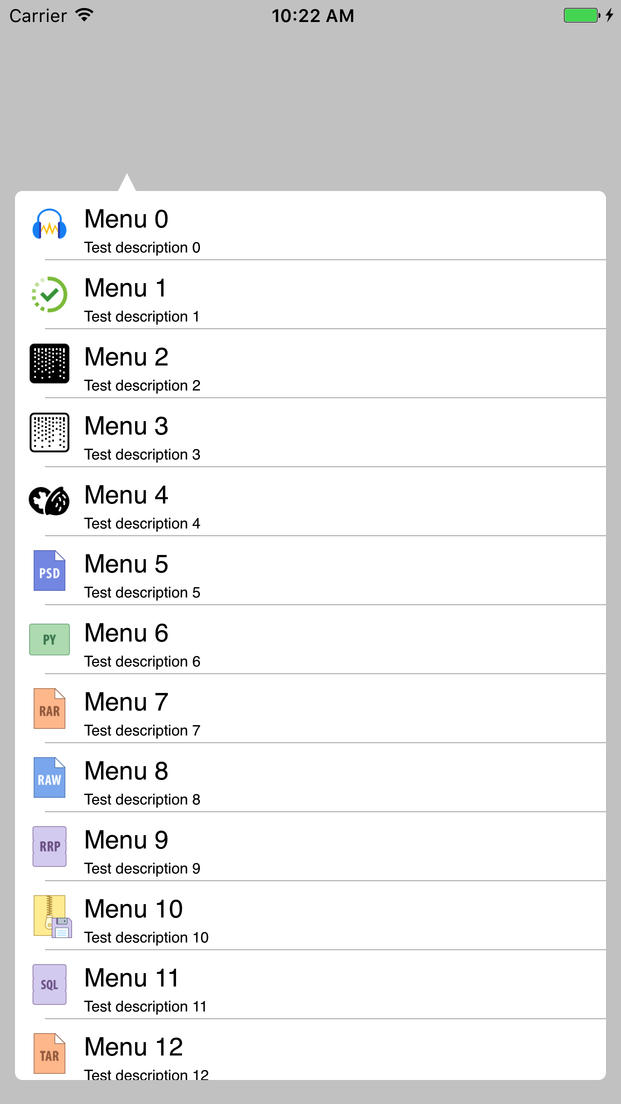 Carrier 10:22 AM
Menu 0
Test description 0
Menu 1
Test description 1
Menu 2
Test description 2
Menu 3
Test description 3
Menu 4
Test description 4
PSD Menu 5
Test description 5
PY Menu 6
Test description 6
RAR Menu 7
Test description 7
RAW Menu 8
Test description 8
RRP Menu 9
Test description 9
Menu 10
Test description 10
SQL Menu 11
Test description 11
TAR Menu 12
Test description 12